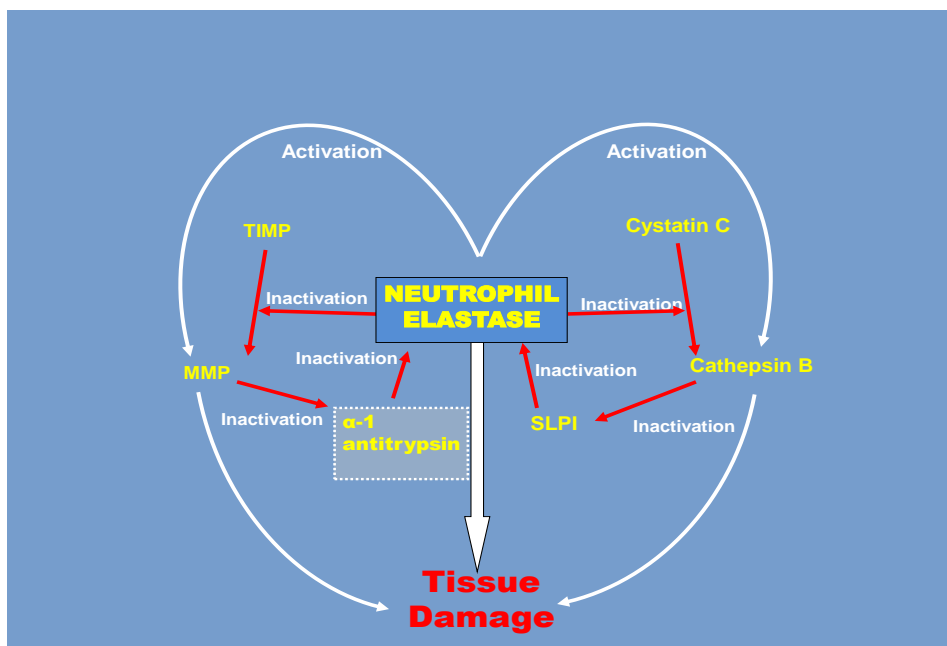 Activation
Activation
TIMP
Cystatin C
Inactivation
NEUTROPHIL
ELASTASE
Inactivation
MMP
Inactivation
Inactivation
Cathepsin B
Inactivation
α-1
antitrypsin
SLPI
Inactivation
Tissue
Damage